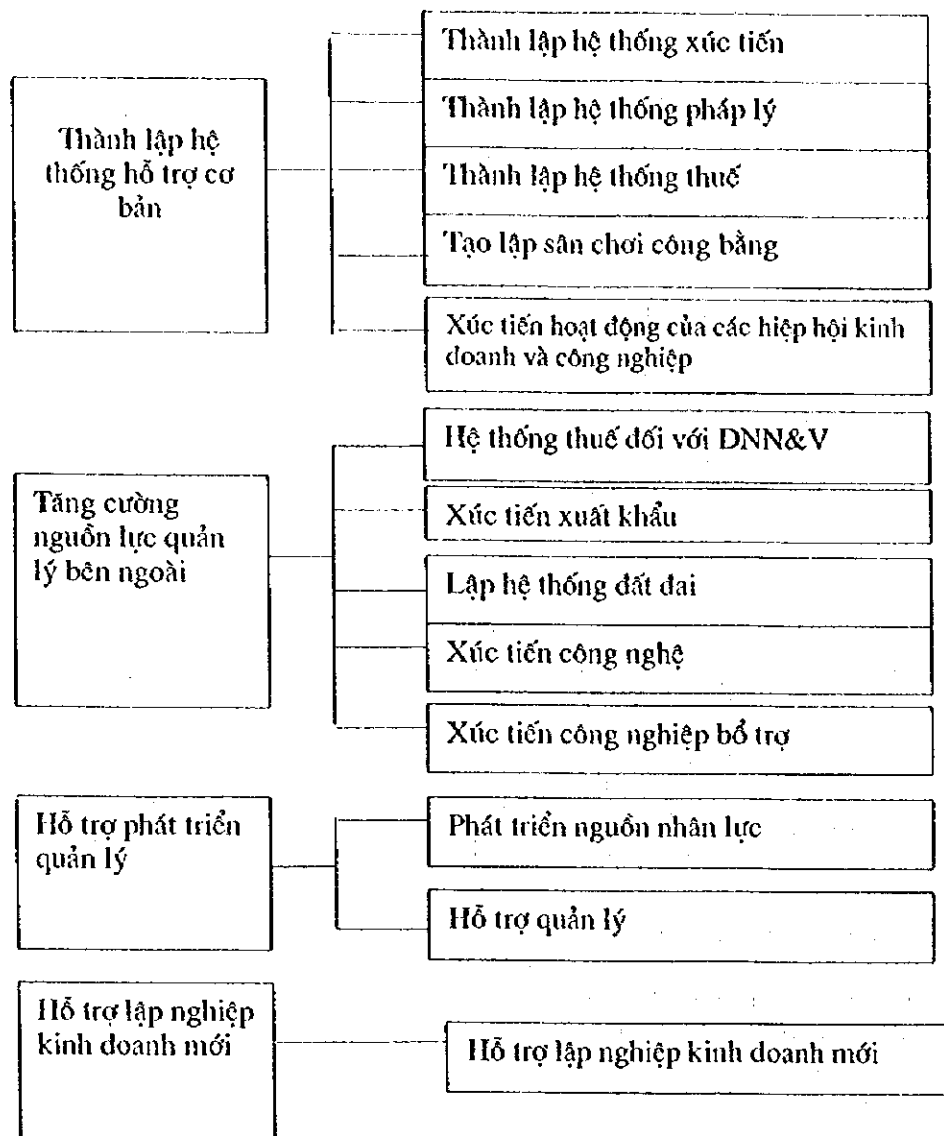 Thành lập hệ
thống hỗ trợ cơ
bản
Thành lập hệ thống xúc tiến
Thành lập hệ thống pháp lý
Thành lập hệ thống thuế
Tạo lập sân chơi công bằng
Xúc tiến hoạt động của các hiệp hội kinh
doanh và công nghiệp
Tăng cường
nguồn lực quản
lý bên ngoài
Hệ thống thuế đối với DNN&V
Xúc tiến xuất khẩu
Lập hệ thống đất đai
Xúc tiến công nghệ
Xúc tiến công nghiệp bổ trợ
Hỗ trợ phát triển
quản lý
Phát triển nguồn nhân lực
Hỗ trợ quản lý
Hỗ trợ lập nghiệp
kinh doanh mới
Hỗ trợ lập nghiệp kinh doanh mới